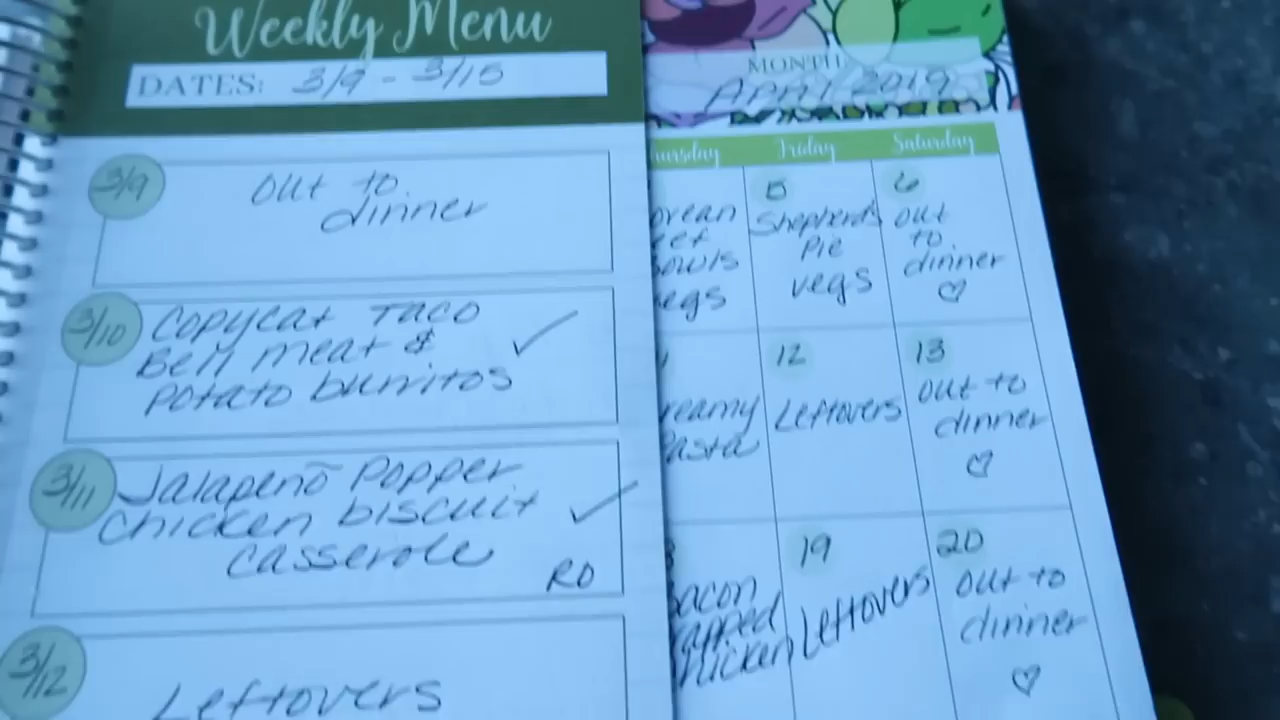 Weekly Menu
DATES: 3/9 - 3/15
3/9
out to
dinner
3/10
Copycat Taco
Bell meat &
potato burritos
3/11
Jalapeño Popper
Chicken biscuit
casserole
RD
3/12
Leftovers
MONTH:
April 2019
Friday
Saturday
5
Shepherd's
Pie
vegs
6
out
to
dinner
12
Leftovers
13
out to
dinner
19
Leftovers
20
out to
dinner